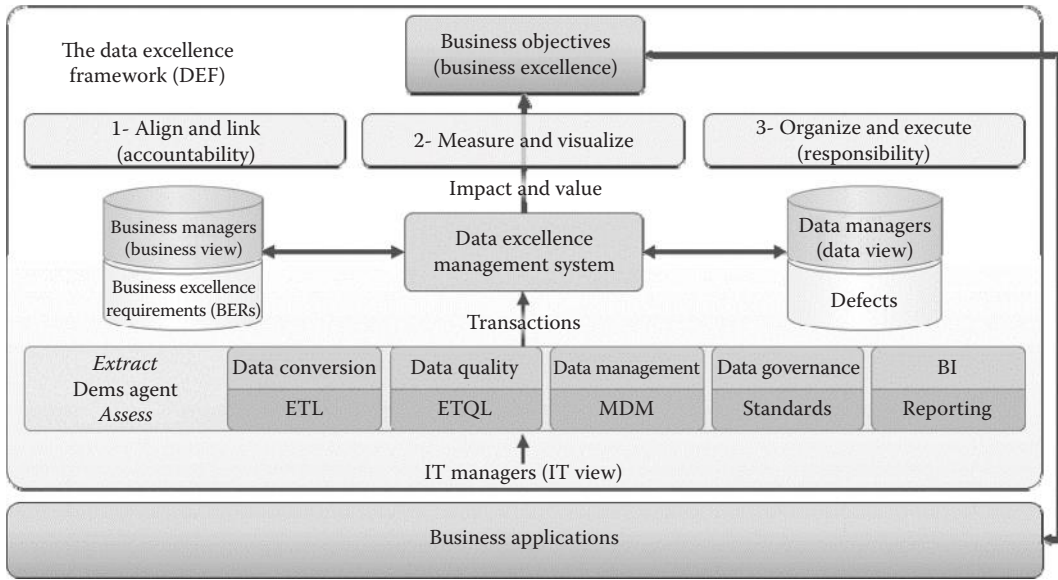 The data excellence
framework (DEF)
Business objectives
(business excellence)
1- Align and link
(accountability)
2- Measure and visualize
3- Organize and execute
(responsibility)
Impact and value
Business managers
(business view)
Business excellence
requirements (BERs)
Data excellence
management system
Data managers
(data view)
Defects
Transactions
Extract
Dems agent
Assess
Data conversion
ETL
Data quality
ETQL
Data management
MDM
Data governance
Standards
BI
Reporting
IT managers (IT view)
Business applications